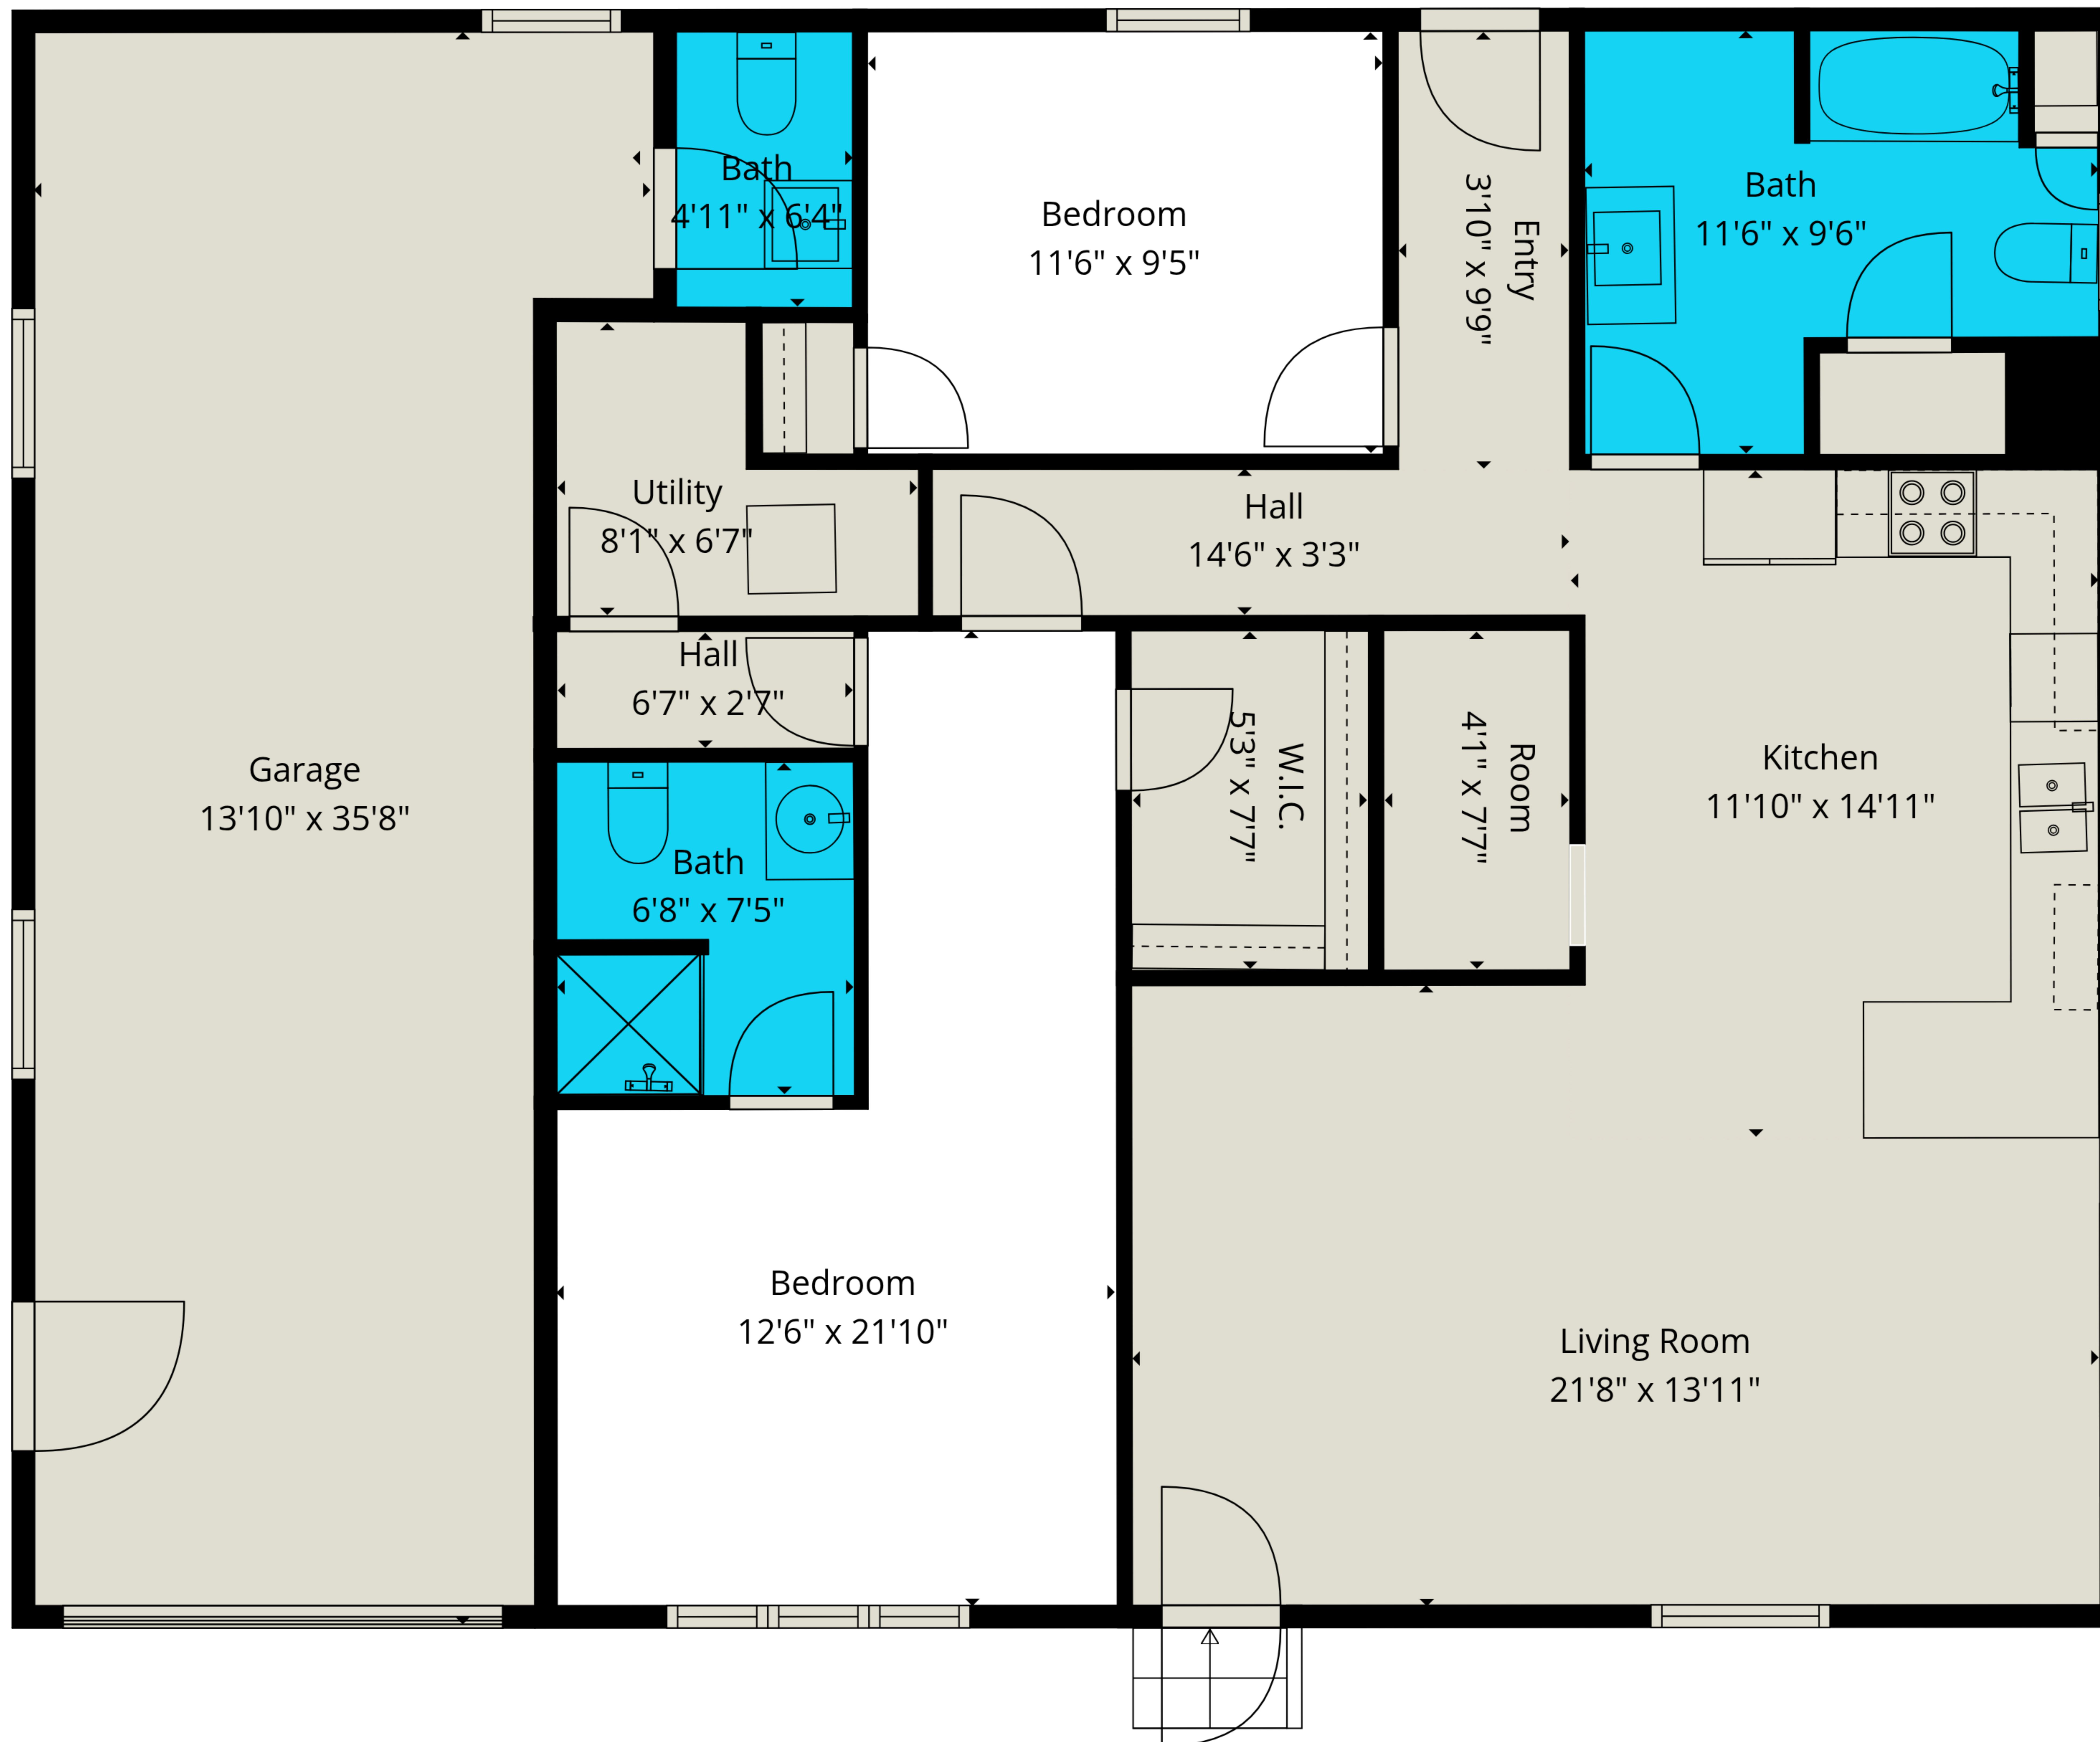 Bath
4'11" x 6'4"
Bedroom
11'6" x 9'5"
Entry
3'10" x 9'9"
Bath
11'6" x 9'6"
Utility
8'1" x 6'7"
Hall
14'6" x 3'3"
Hall
6'7" x 2'7"
Garage
13'10" x 35'8"
Bath
6'8" x 7'5"
W.I.C.
5'3" x 7'7"
Room
4'1" x 7'7"
Kitchen
11'10" x 14'11"
Bedroom
12'6" x 21'10"
Living Room
21'8" x 13'11"